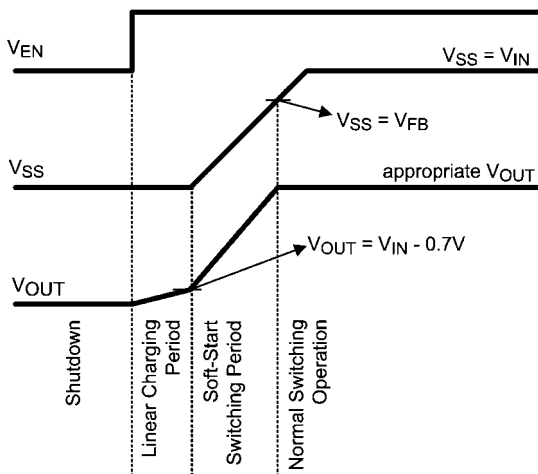 VEN
VSS = VIN
VSS = VFB
VSS
appropriate VOUT
VOUT = VIN - 0.7V
VOUT
Shutdown
Linear Charging
Period
Soft-Start
Switching Period
Normal Switching
Operation